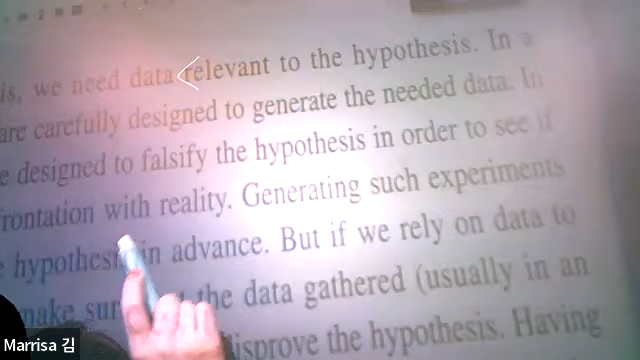 is, we need data relevant to the hypothesis. In a
are carefully designed to generate the needed data. In
e designed to falsify the hypothesis in order to see if
frontation with reality. Generating such experiments
hypothesis in advance. But if we rely on data to
make sur the data gathered (usually in an
isprove the hypothesis. Having
Marrisa 김